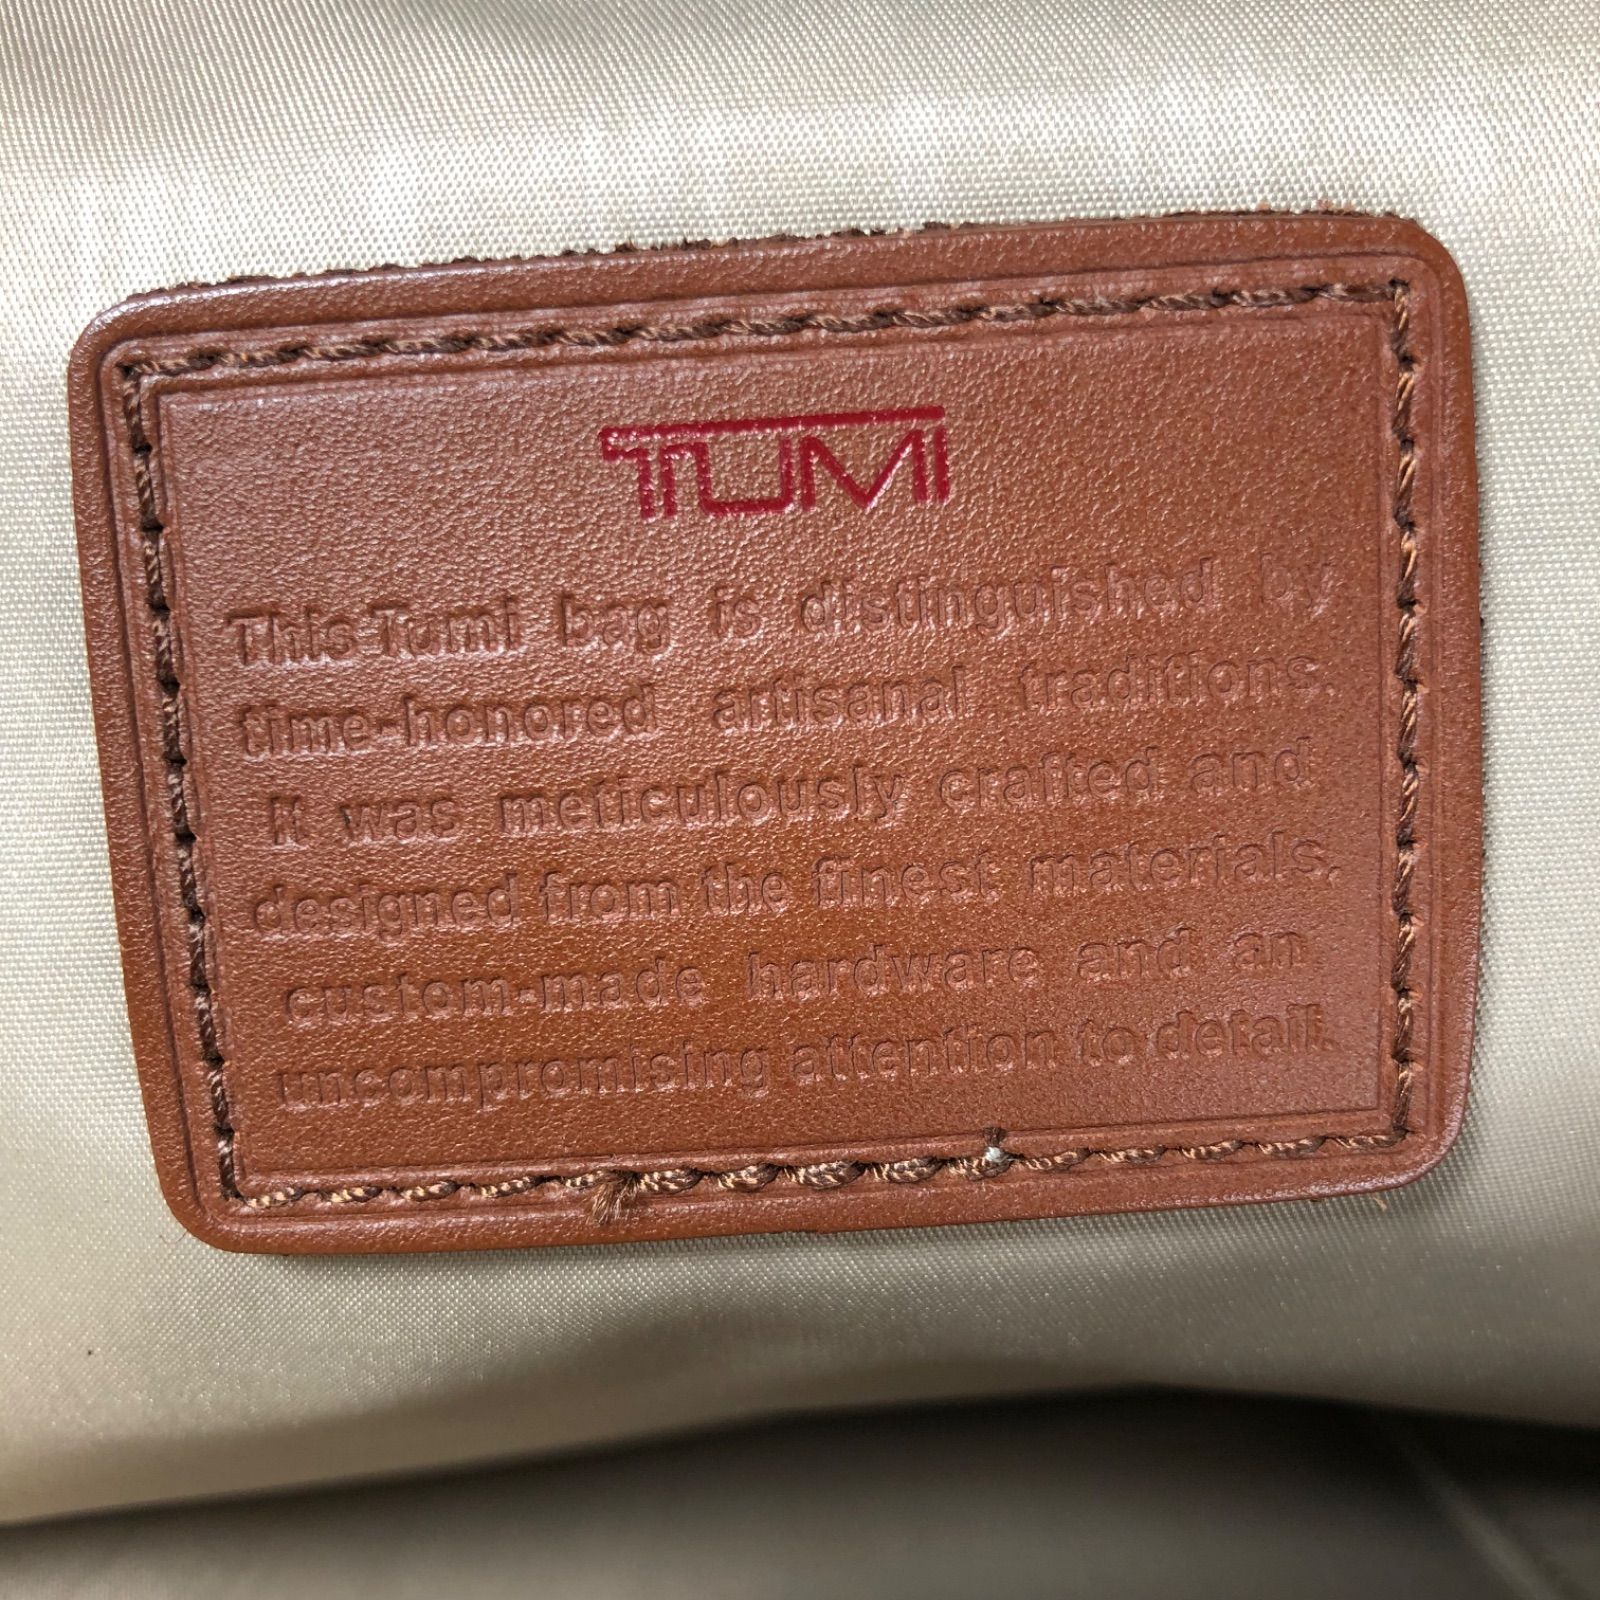 TUMI
This Tumi bag is distinguished by
time-honored artisanal traditions.
It was meticulously crafted and
designed from the finest materials,
custom-made hardware and an
uncompromising attention to detail.